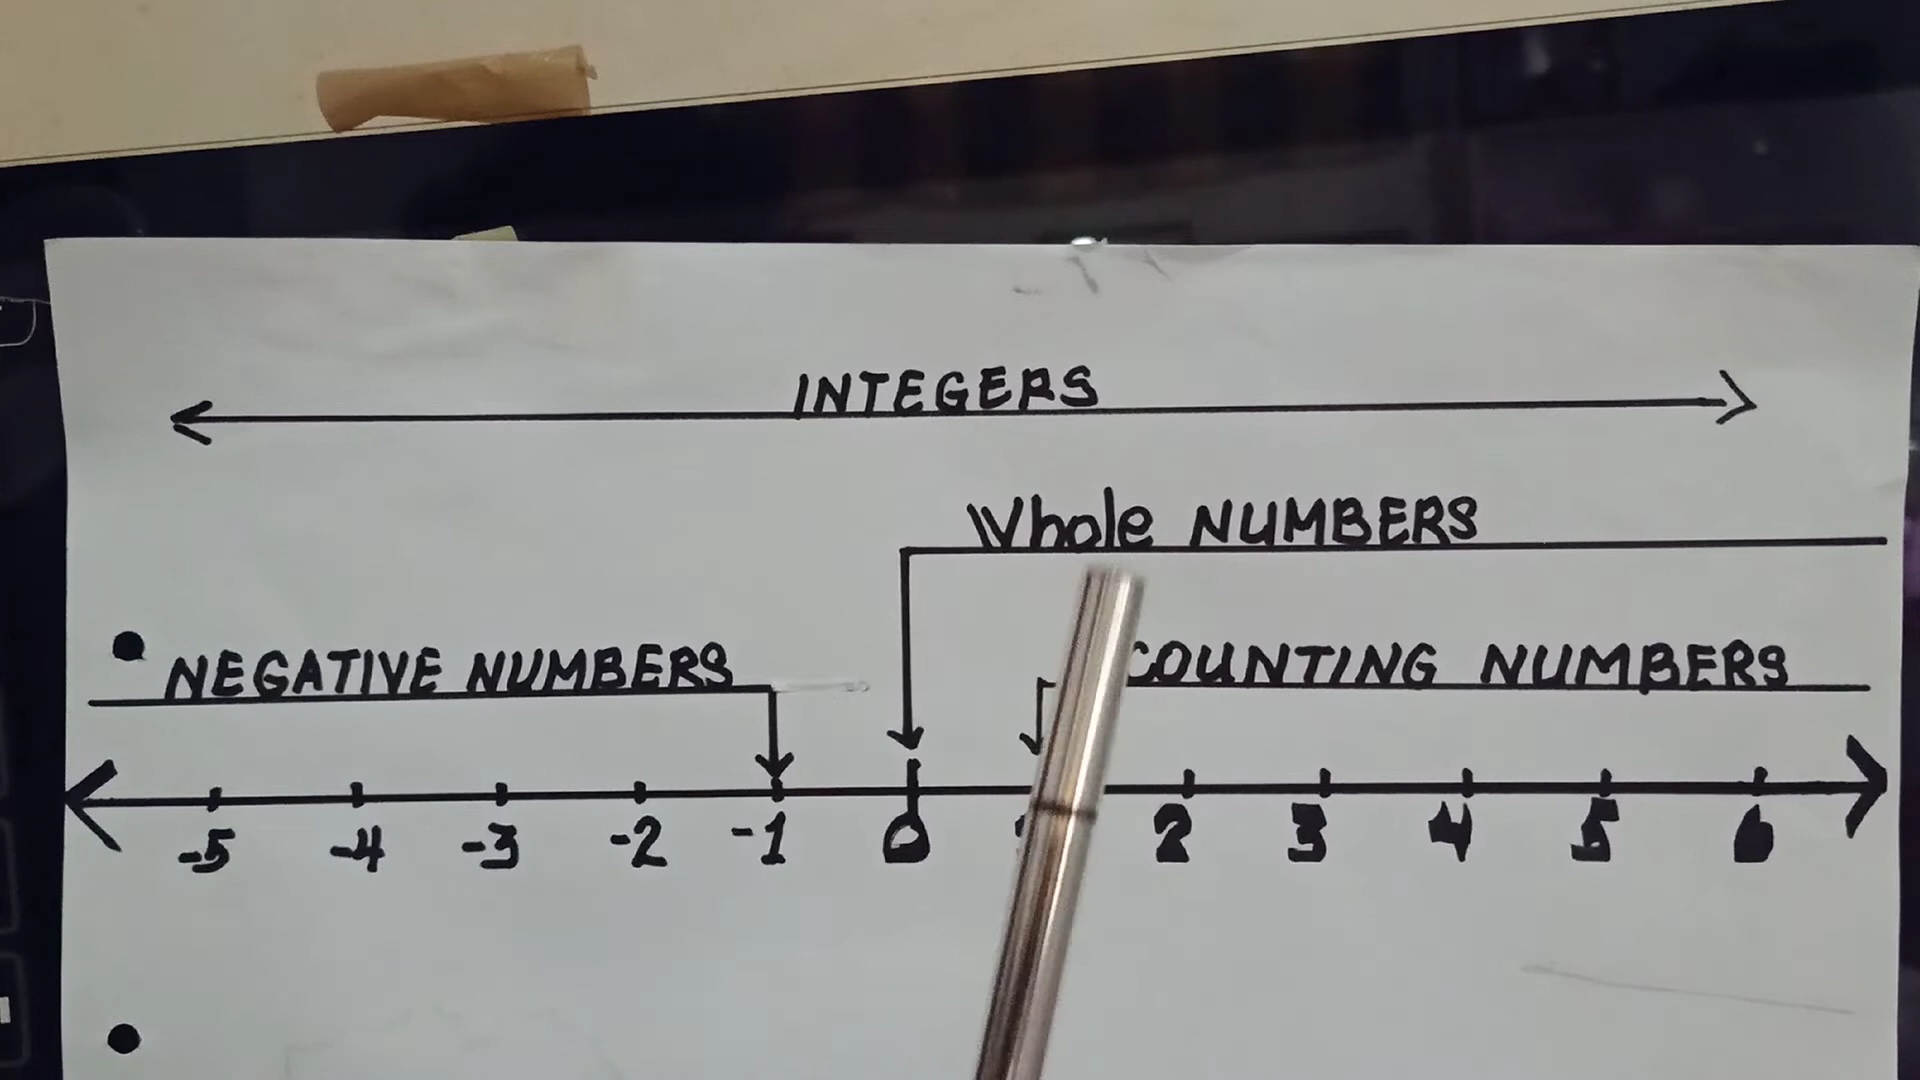 INTEGERS
Whole NUMBERS
NEGATIVE NUMBERS
COUNTING NUMBERS
-5 -4 -3 -2 -1 0 2 3 4 5 6